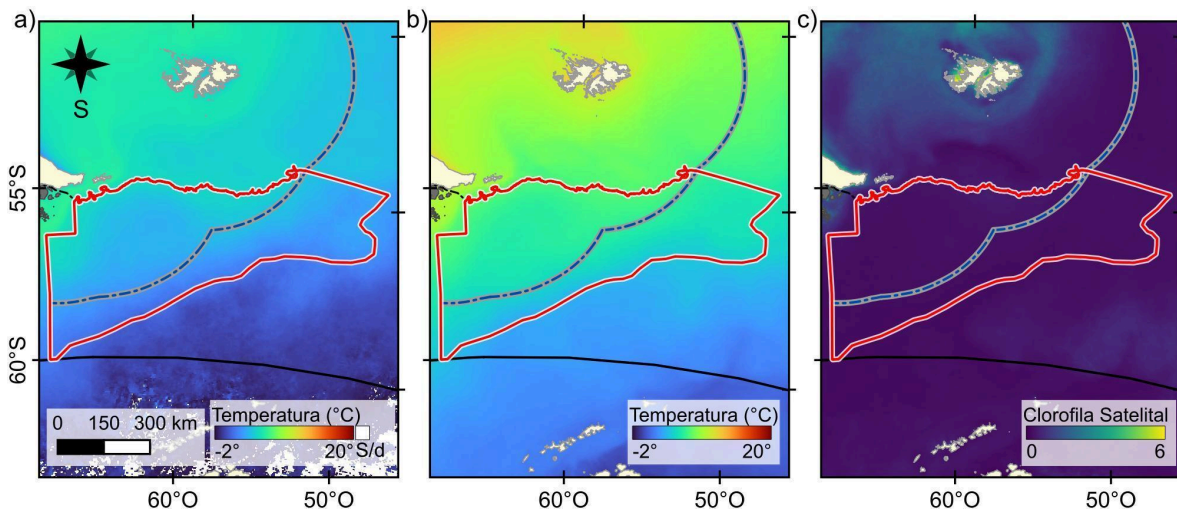 a)
b)
c)
S
55°S
60°S
0 150 300 km
Temperatura (°C)
-2° 20° S/d
Temperatura (°C)
-2° 20°
Clorofila Satelital
0 6
60°O 50°O 60°O 50°O 60°O 50°O